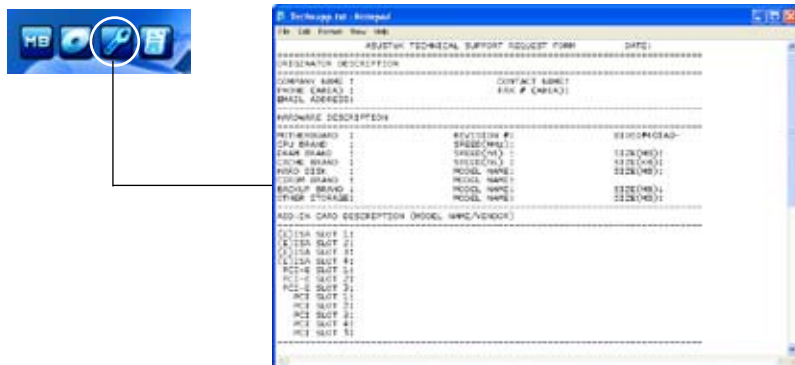 MB
Techsupp.txt - Notepad
File Edit Format View Help
ASUSTeK TECHNICAL SUPPORT REQUEST FORM DATE:
ORIGINATOR DESCRIPTION
COMPANY NAME : CONTACT NAME:
PHONE (AREA) : FAX # (AREA):
EMAIL ADDRESS:
HARDWARE DESCRIPTION
MOTHERBOARD : REVISION #:
CPU BRAND : SPEED(MHz):
DRAM BRAND : SPEED(NS) : SIZE(MB):
CACHE BRAND : SPEED(NS) : SIZE(KB):
HARD DISK : MODEL NAME: SIZE(MB):
CDROM BRAND : MODEL NAME:
BACKUP BRAND : MODEL NAME: SIZE(MB):
OTHER STORAGE: MODEL NAME: SIZE(MB):
ADD-IN CARD DESCRIPTION (MODEL NAME/VENDOR)
(E)ISA SLOT 1:
(E)ISA SLOT 2:
(E)ISA SLOT 3:
(E)ISA SLOT 4:
PCI-E SLOT 1:
PCI-E SLOT 2:
PCI-E SLOT 3:
PCI SLOT 1:
PCI SLOT 2:
PCI SLOT 3:
PCI SLOT 4:
PCI SLOT 5: